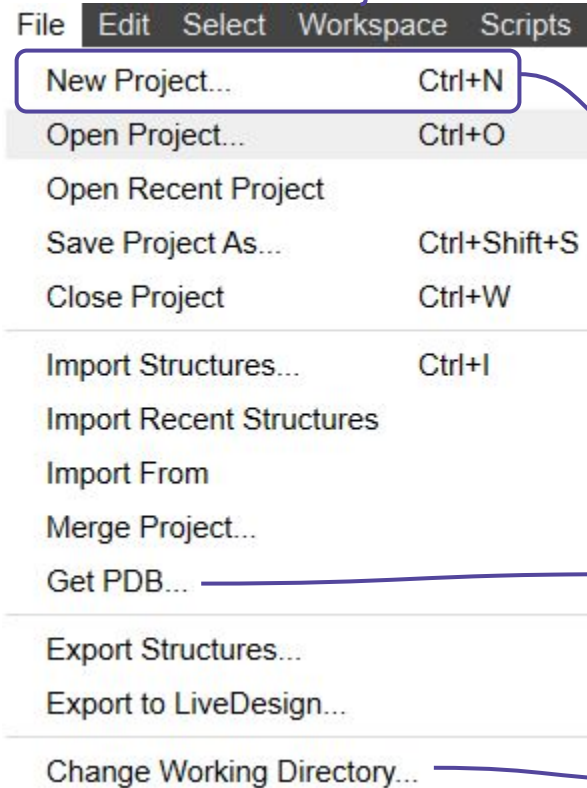 File Edit Select Workspace Scripts
New Project... Ctrl+N
Open Project... Ctrl+O
Open Recent Project
Save Project As... Ctrl+Shift+S
Close Project Ctrl+W
Import Structures... Ctrl+I
Import Recent Structures
Import From
Merge Project...
Get PDB...
Export Structures...
Export to LiveDesign...
Change Working Directory...